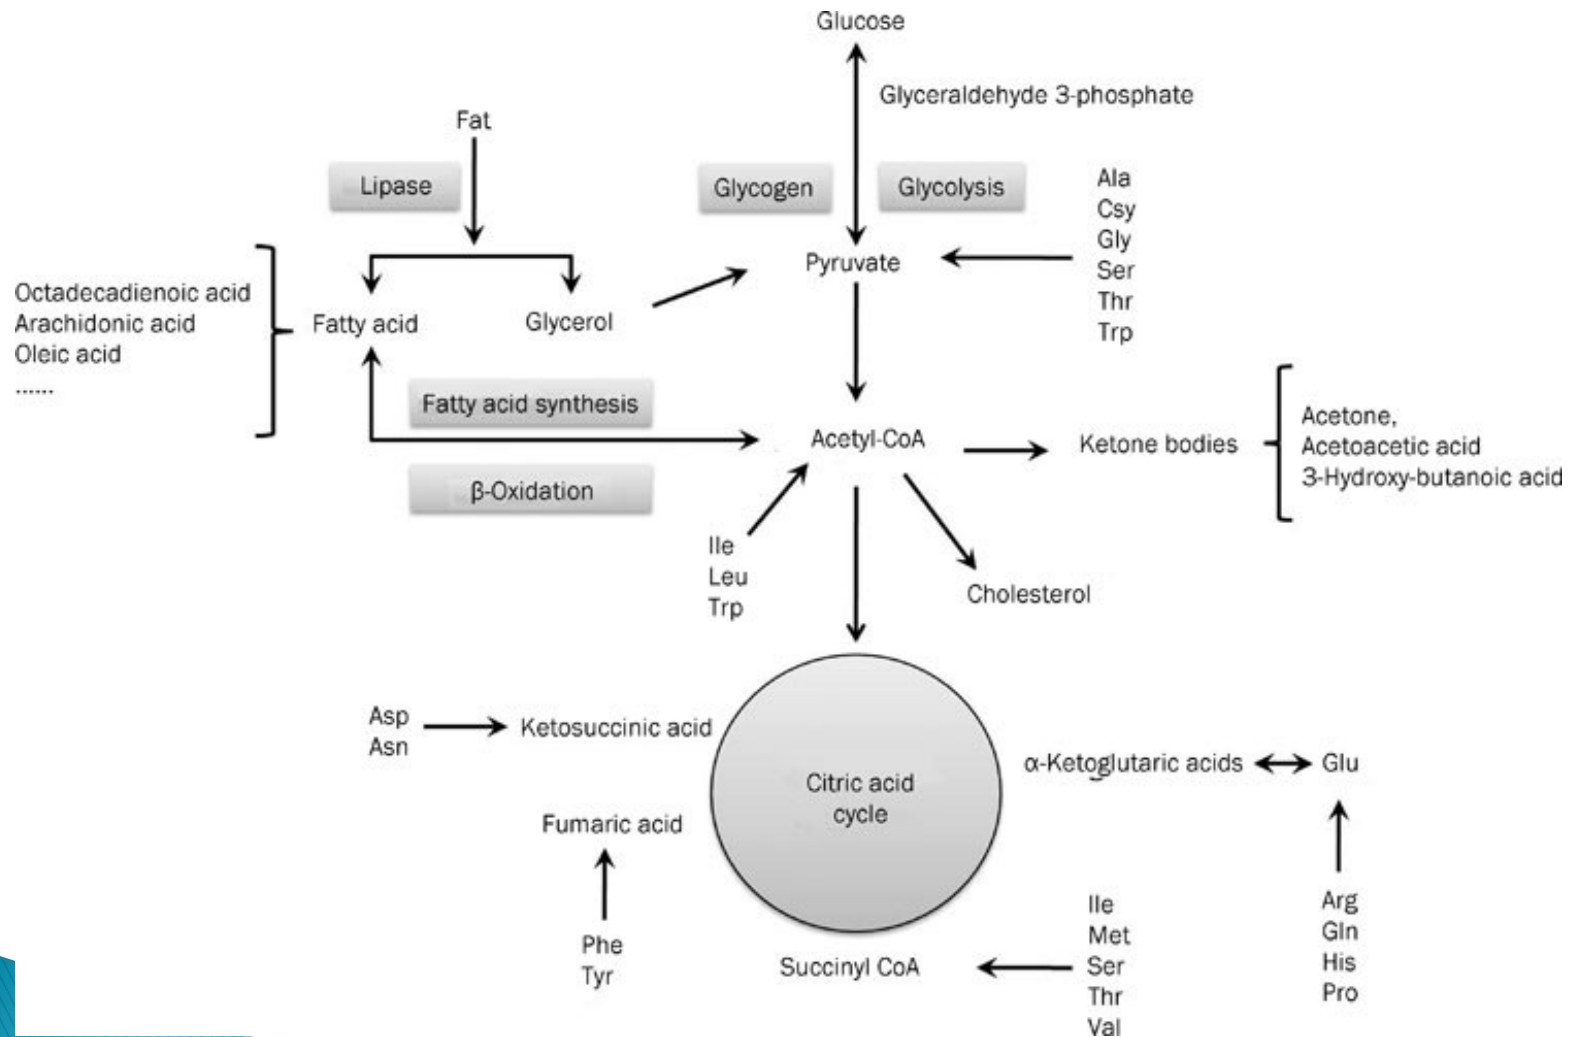 Glucose
Glyceraldehyde 3-phosphate
Fat
Lipase
Glycogen
Glycolysis
Ala
Csy
Gly
Ser
Thr
Trp
Pyruvate
Octadecadienoic acid
Arachidonic acid
Oleic acid
......
Fatty acid
Glycerol
Fatty acid synthesis
β-Oxidation
Acetyl-CoA
Ketone bodies
Acetone,
Acetoacetic acid
3-Hydroxy-butanoic acid
Ile
Leu
Trp
Cholesterol
Asp
Asn
Ketosuccinic acid
Citric acid
cycle
α-Ketoglutaric acids
Glu
Fumaric acid
Phe
Tyr
Succinyl CoA
Ile
Met
Ser
Thr
Val
Arg
Gln
His
Pro